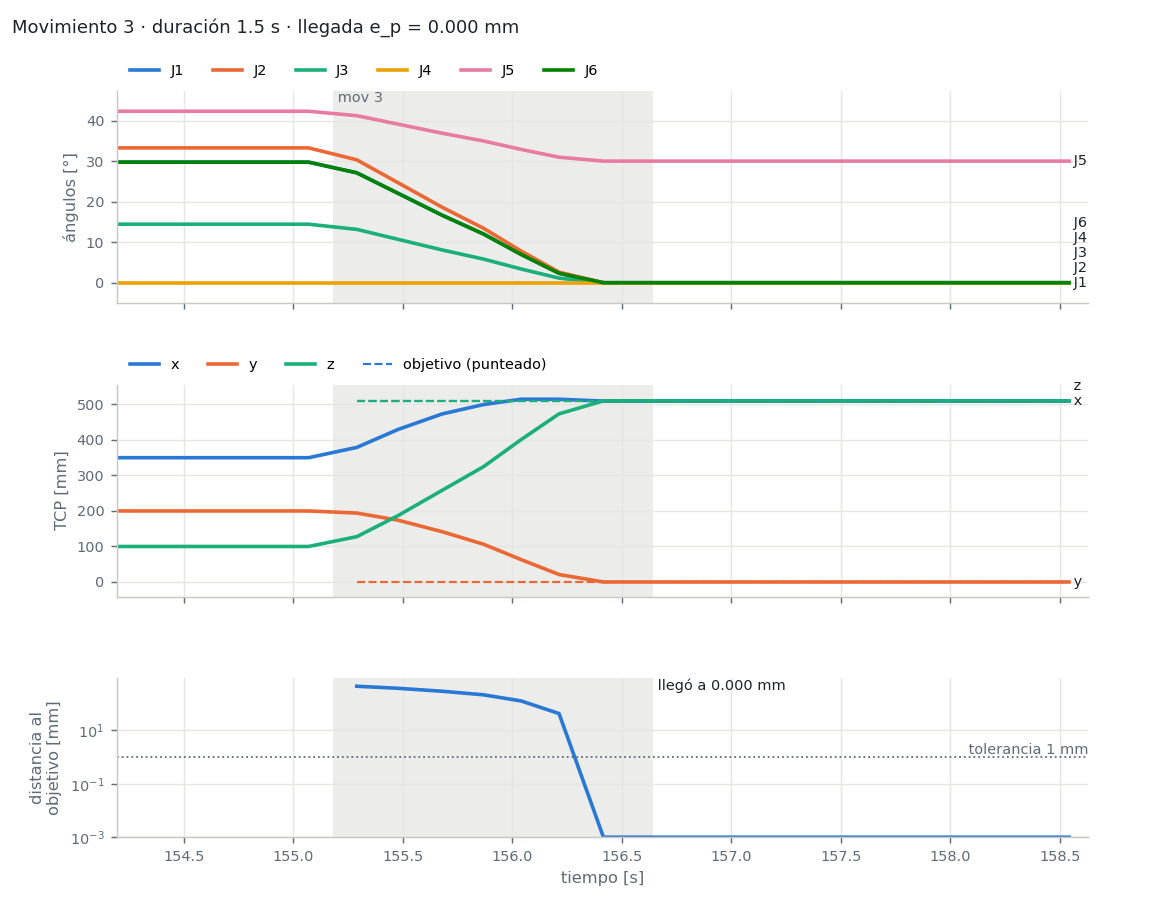 Movimiento 3 · duración 1.5 s · llegada e_p = 0.000 mm
J1 J2 J3 J4 J5 J6
mov 3
ángulos [°]
40
30
20
10
0
J5
J6
J4
J3
J2
J1
x y z objetivo (punteado)
TCP [mm]
500
400
300
200
100
0
z
x
y
llegó a 0.000 mm
tolerancia 1 mm
distancia al
objetivo [mm]
10¹
10⁻¹
10⁻³
154.5 155.0 155.5 156.0 156.5 157.0 157.5 158.0 158.5
tiempo [s]